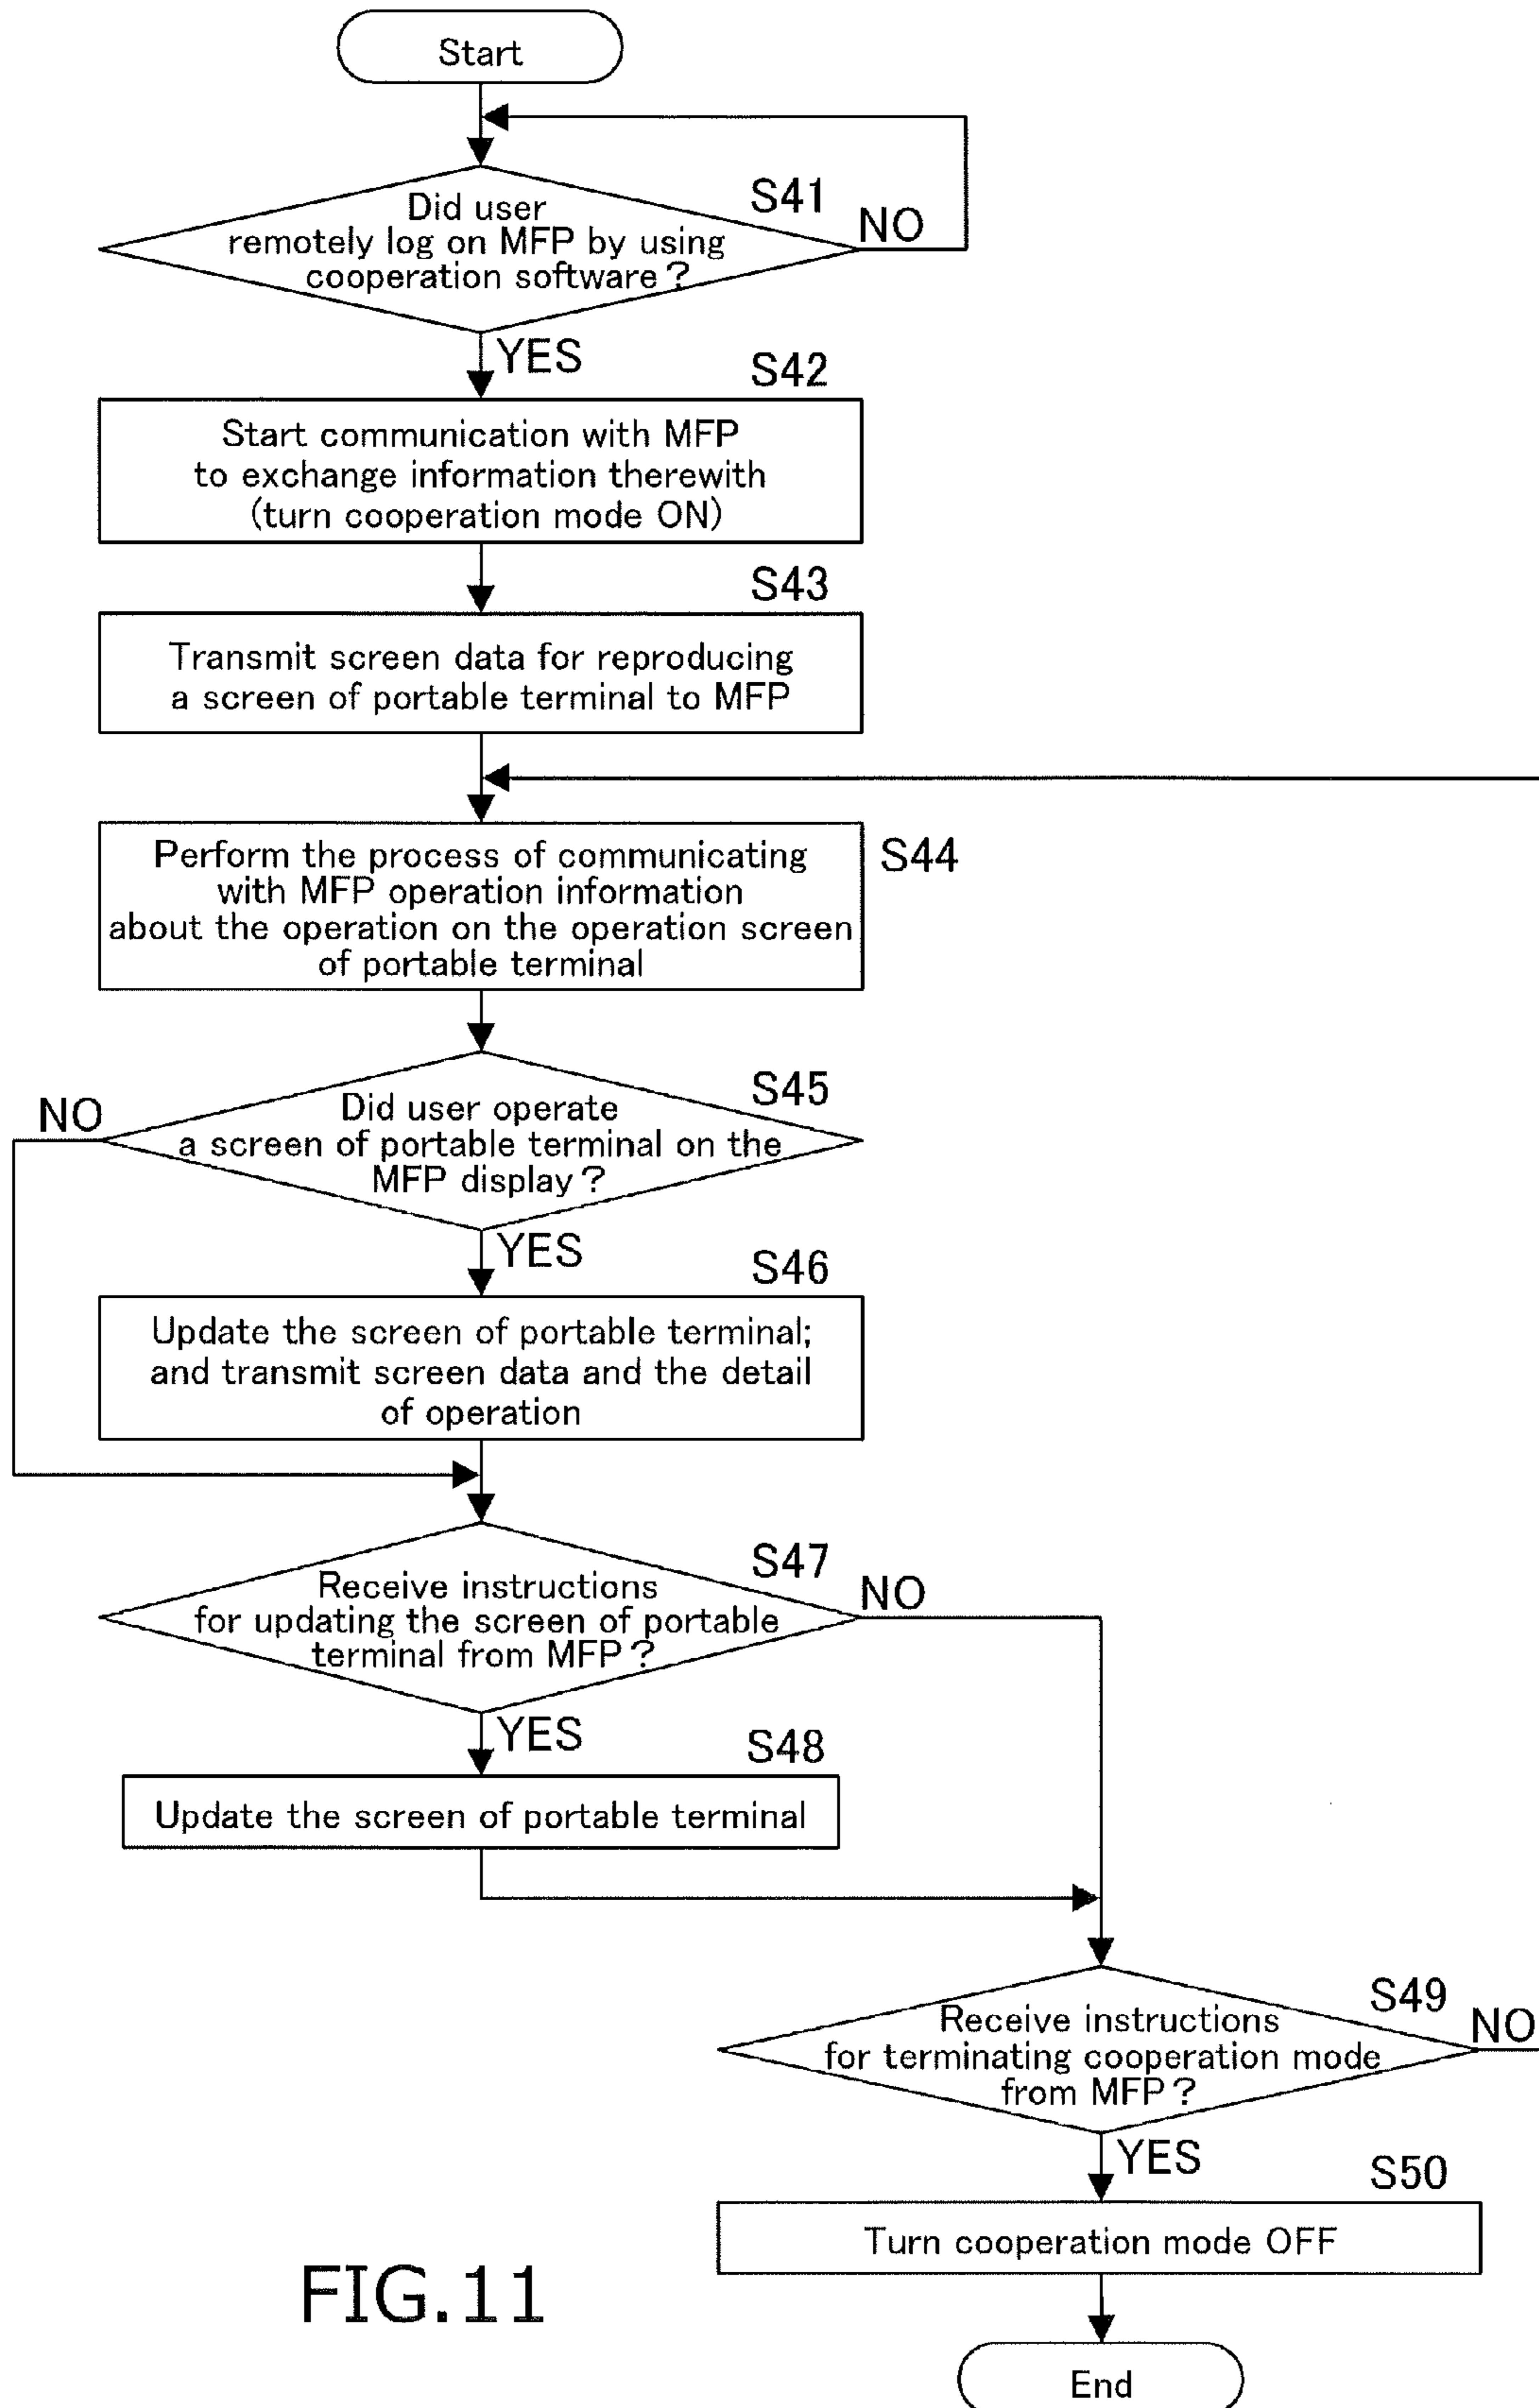 Start
S41
Did user
remotely log on MFP by using
cooperation software?
NO
YES
S42
Start communication with MFP
to exchange information therewith
(turn cooperation mode ON)
S43
Transmit screen data for reproducing
a screen of portable terminal to MFP
S44
Perform the process of communicating
with MFP operation information
about the operation on the operation screen
of portable terminal
S45
NO
Did user operate
a screen of portable terminal on the
MFP display?
YES
S46
Update the screen of portable terminal;
and transmit screen data and the detail
of operation
S47
Receive instructions
for updating the screen of portable
terminal from MFP?
NO
YES
S48
Update the screen of portable terminal
S49
Receive instructions
for terminating cooperation mode
from MFP?
NO
YES
S50
Turn cooperation mode OFF
FIG.11
End